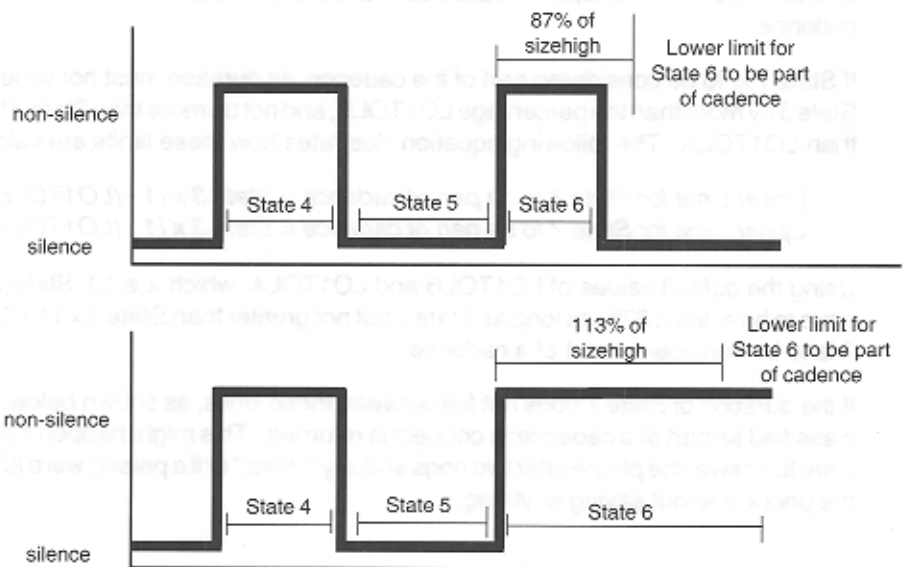 87% of
sizehigh
Lower limit for
State 6 to be part
of cadence
non-silence
State 4
State 5
State 6
silence
113% of
sizehigh
Lower limit for
State 6 to be part
of cadence
non-silence
State 4
State 5
State 6
silence